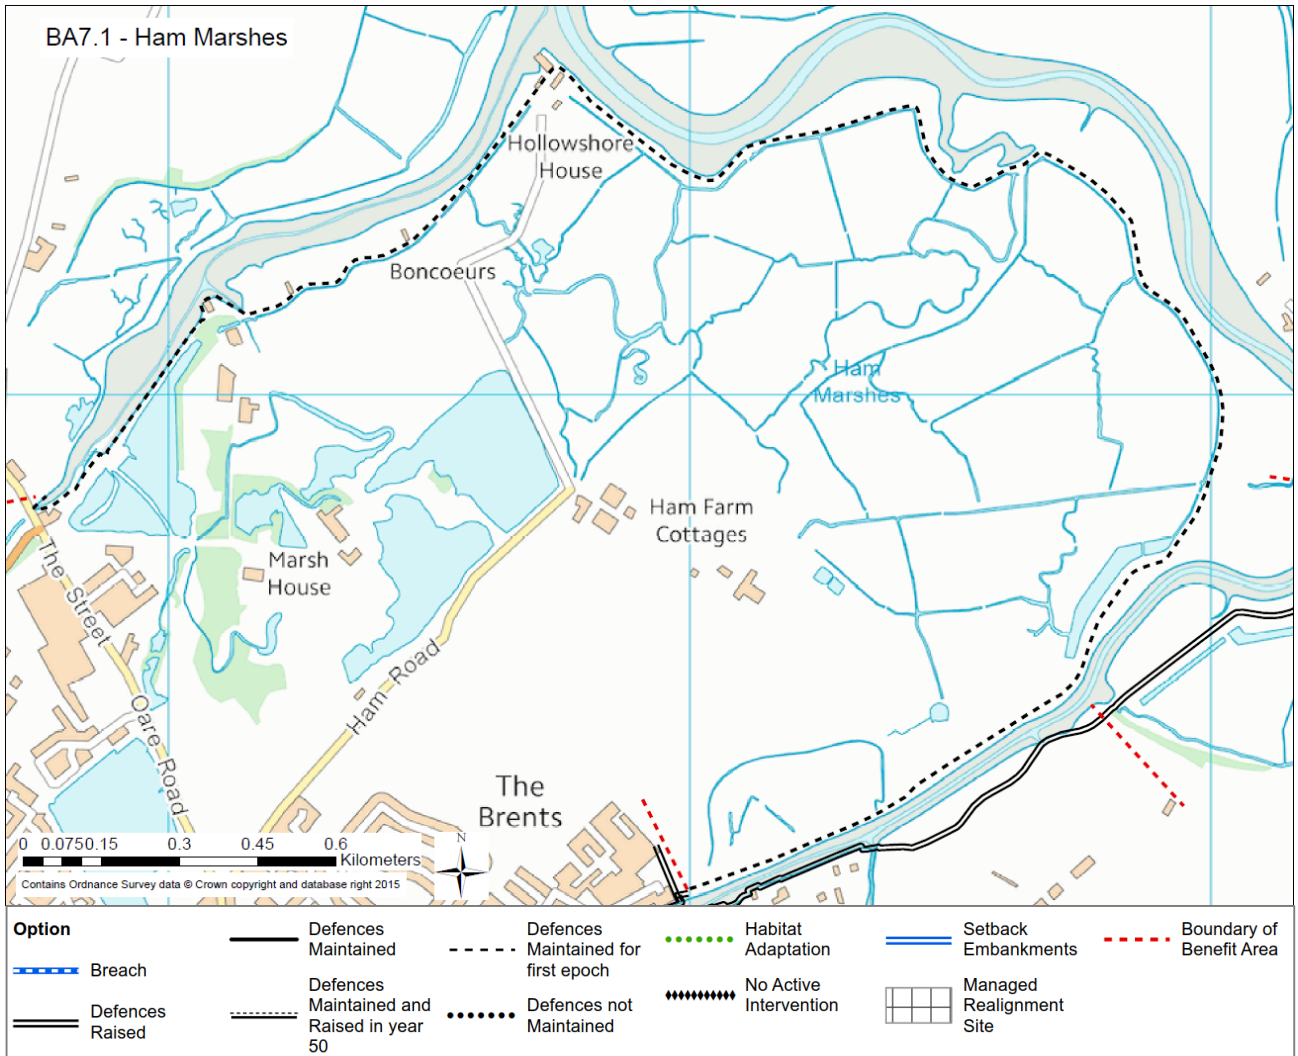 BA7.1 - Ham Marshes
Hollowshore
House
Boncoeurs
Ham
Marshes
Ham Farm
Cottages
Marsh
House
The Street
Ham Road
Oare Road
The
Brents
0 0.075 0.15 0.3 0.45 0.6
Kilometers
N
Contains Ordnance Survey data © Crown copyright and database right 2015
Option
Breach
Defences
Raised
Defences
Maintained
Defences
Maintained and
Raised in year
50
Defences
Maintained for
first epoch
Defences not
Maintained
Habitat
Adaptation
No Active
Intervention
Setback
Embankments
Managed
Realignment
Site
Boundary of
Benefit Area